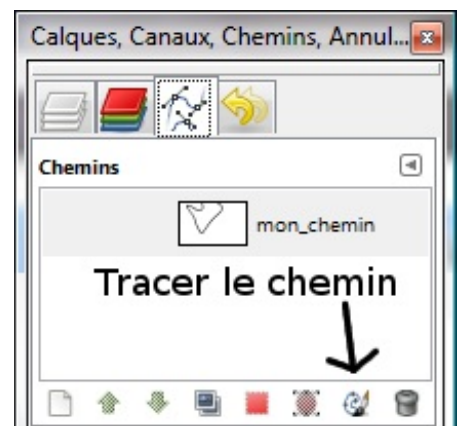 Calques, Canaux, Chemins, Annul...
Chemins
mon_chemin
Tracer le chemin